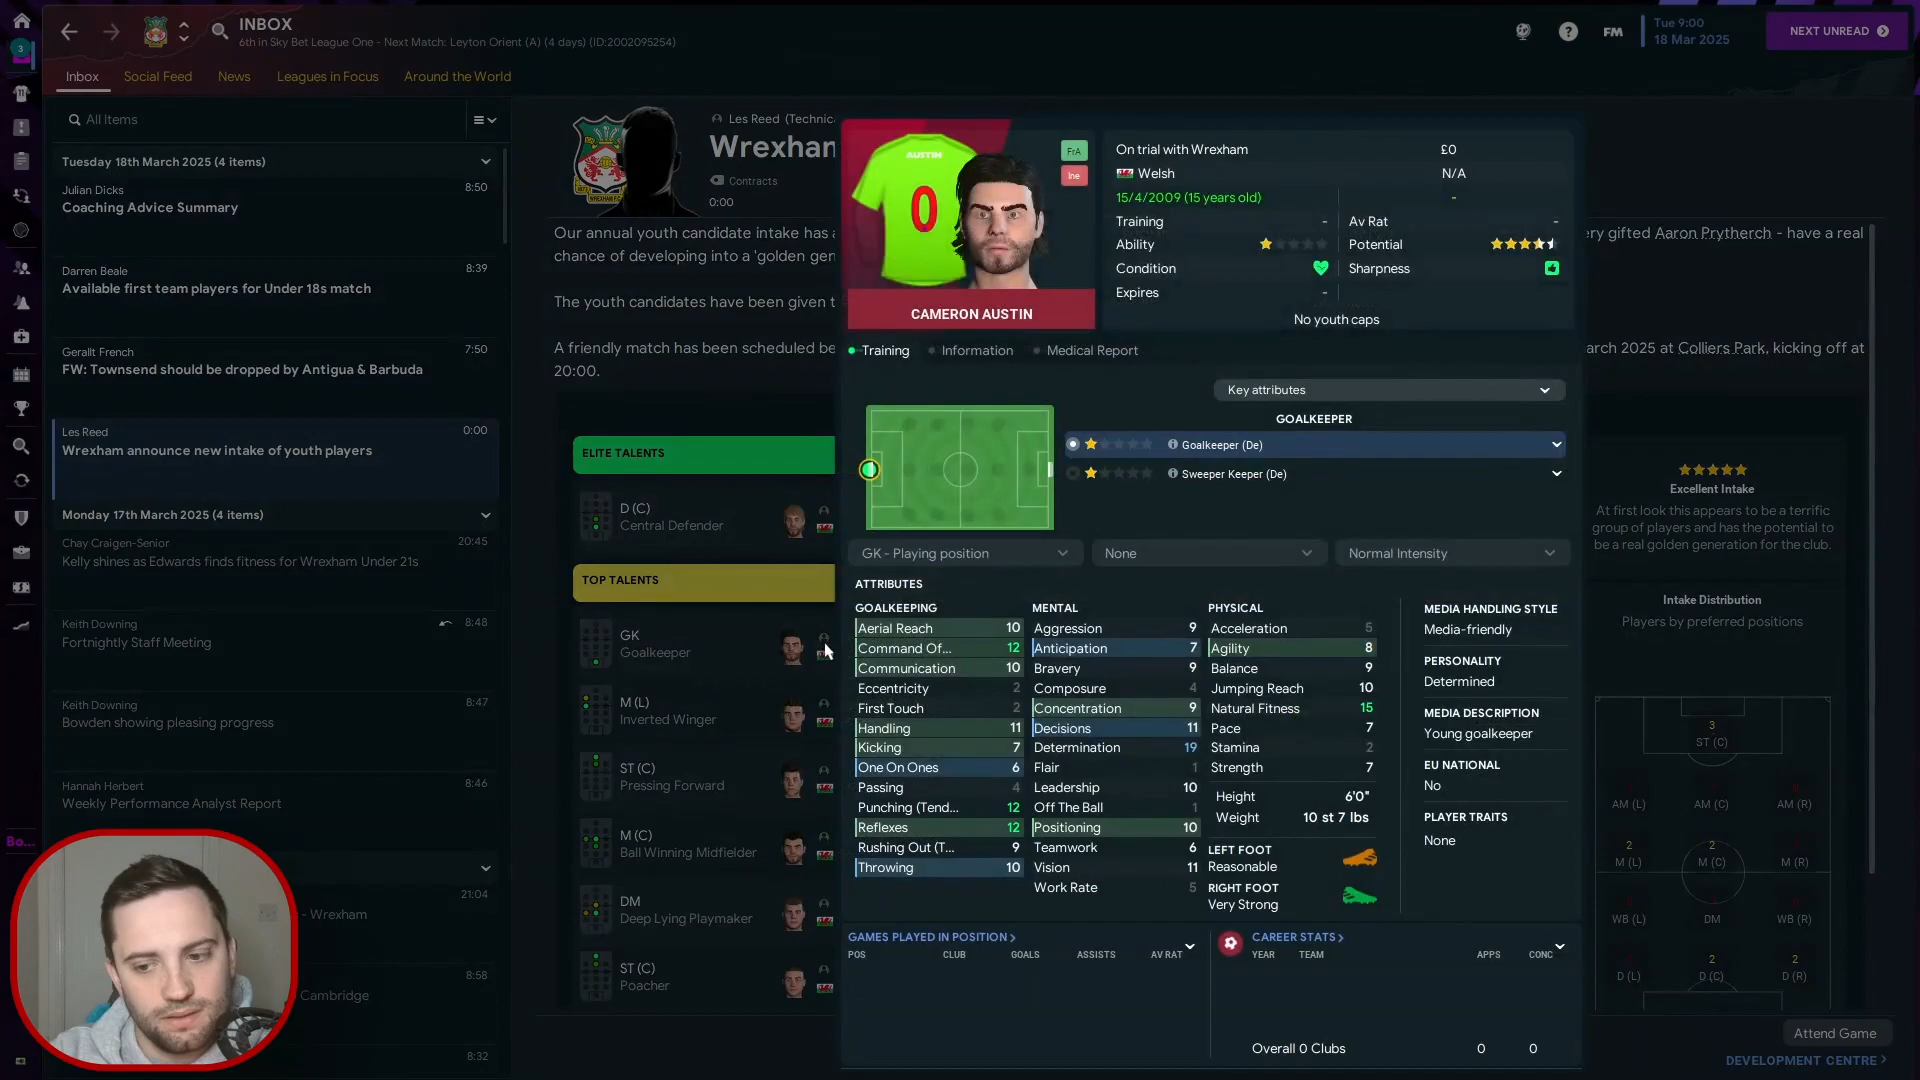 INBOX
6th in Sky Bet League One - Next Match: Leyton Orient (A) (4 days) (ID:2002095254)
FM
Tue 9:00
18 Mar 2025
NEXT UNREAD
3
Inbox
Social Feed
News
Leagues in Focus
Around the World
All Items
Tuesday 18th March 2025 (4 items)
Julian Dicks
8:50
Coaching Advice Summary
Darren Beale
8:39
Available first team players for Under 18s match
Gerallt French
7:50
FW: Townsend should be dropped by Antigua & Barbuda
Les Reed
0:00
Wrexham announce new intake of youth players
Monday 17th March 2025 (4 items)
Chay Craigen-Senior
20:45
Kelly shines as Edwards finds fitness for Wrexham Under 21s
Keith Downing
8:48
Fortnightly Staff Meeting
Keith Downing
8:47
Bowden showing pleasing progress
Hannah Herbert
8:46
Weekly Performance Analyst Report
Bo...
21:04
- Wrexham
8:58
Cambridge
8:32
Les Reed (Technica
Wrexhan
Contracts
0:00
Our annual youth candidate intake has a
ery gifted Aaron Prytherch - have a real
chance of developing into a 'golden gen
The youth candidates have been given t
A friendly match has been scheduled be
arch 2025 at Colliers Park, kicking off at
20:00.
ELITE TALENTS
D (C)
Central Defender
TOP TALENTS
GK
Goalkeeper
M (L)
Inverted Winger
ST (C)
Pressing Forward
M (C)
Ball Winning Midfielder
DM
Deep Lying Playmaker
ST (C)
Poacher
AUSTIN
0
FrA
Ine
CAMERON AUSTIN
On trial with Wrexham
£0
Welsh
N/A
15/4/2009 (15 years old)
-
Training -
Av Rat -
Ability
Potential
Condition
Sharpness
Expires -
No youth caps
Training
Information
Medical Report
Key attributes
GOALKEEPER
Goalkeeper (De)
Sweeper Keeper (De)
GK - Playing position
None
Normal Intensity
ATTRIBUTES
GOALKEEPING
Aerial Reach 10
Command Of... 12
Communication 10
Eccentricity 2
First Touch 2
Handling 11
Kicking 7
One On Ones 6
Passing 4
Punching (Tend... 12
Reflexes 12
Rushing Out (T... 9
Throwing 10
MENTAL
Aggression 9
Anticipation 7
Bravery 9
Composure 4
Concentration 9
Decisions 11
Determination 19
Flair 1
Leadership 10
Off The Ball 1
Positioning 10
Teamwork 6
Vision 11
Work Rate 5
PHYSICAL
Acceleration 5
Agility 8
Balance 9
Jumping Reach 10
Natural Fitness 15
Pace 7
Stamina 2
Strength 7
Height 6'0"
Weight 10 st 7 lbs
LEFT FOOT
Reasonable
RIGHT FOOT
Very Strong
MEDIA HANDLING STYLE
Media-friendly
PERSONALITY
Determined
MEDIA DESCRIPTION
Young goalkeeper
EU NATIONAL
No
PLAYER TRAITS
None
GAMES PLAYED IN POSITION
POS CLUB GOALS ASSISTS AV RAT
CAREER STATS
YEAR TEAM APPS CONC
Overall 0 Clubs 0 0
Excellent Intake
At first look this appears to be a terrific
group of players and has the potential to
be a real golden generation for the club.
Intake Distribution
Players by preferred positions
3
ST (C)
AM (L)
AM (C)
AM (R)
2
M (L)
2
M (C)
M (R)
WB (L)
DM
WB (R)
D (L)
2
D (C)
2
D (R)
Attend Game
DEVELOPMENT CENTRE